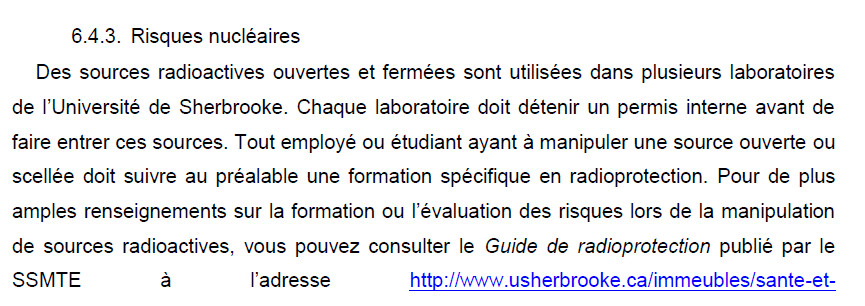 6.4.3. Risques nucléaires
Des sources radioactives ouvertes et fermées sont utilisées dans plusieurs laboratoires
de l'Université de Sherbrooke. Chaque laboratoire doit détenir un permis interne avant de
faire entrer ces sources. Tout employé ou étudiant ayant à manipuler une source ouverte ou
scellée doit suivre au préalable une formation spécifique en radioprotection. Pour de plus
amples renseignements sur la formation ou l'évaluation des risques lors de la manipulation
de sources radioactives, vous pouvez consulter le Guide de radioprotection publié par le
SSMTE à l'adresse http://www.usherbrooke.ca/immeubles/sante-et-